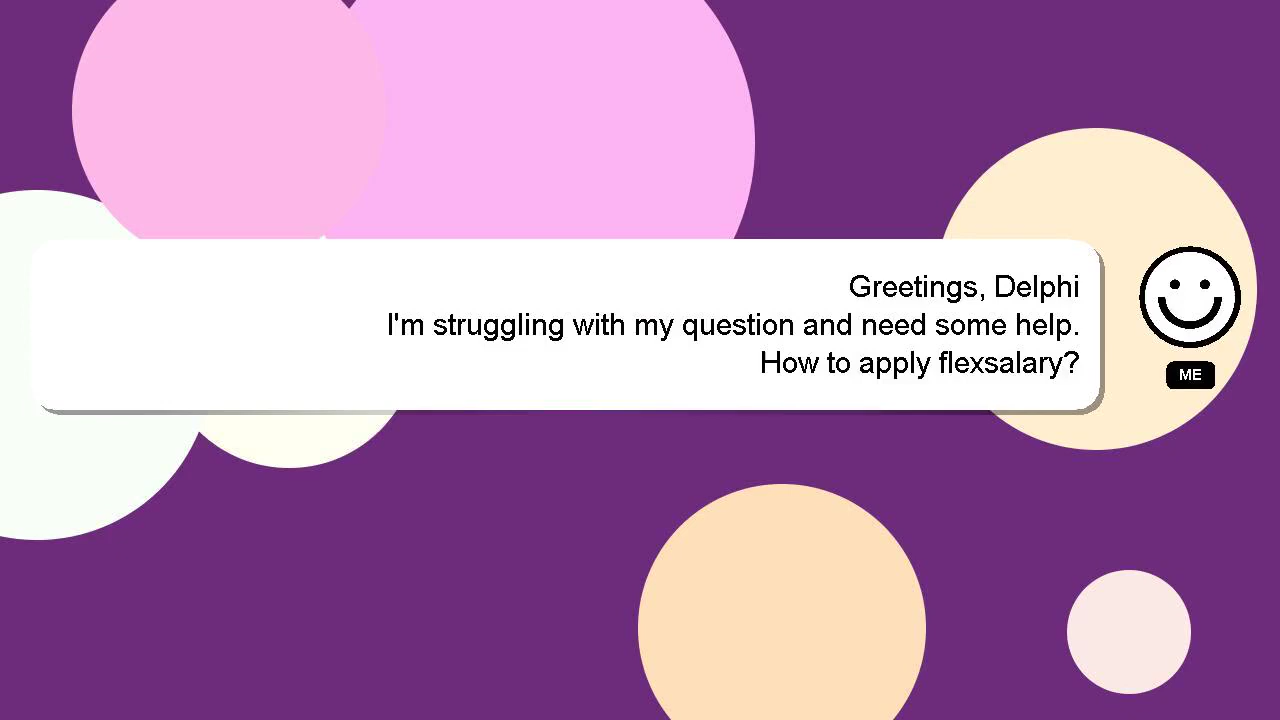 Greetings, Delphi
I'm struggling with my question and need some help.
How to apply flexsalary?
ME